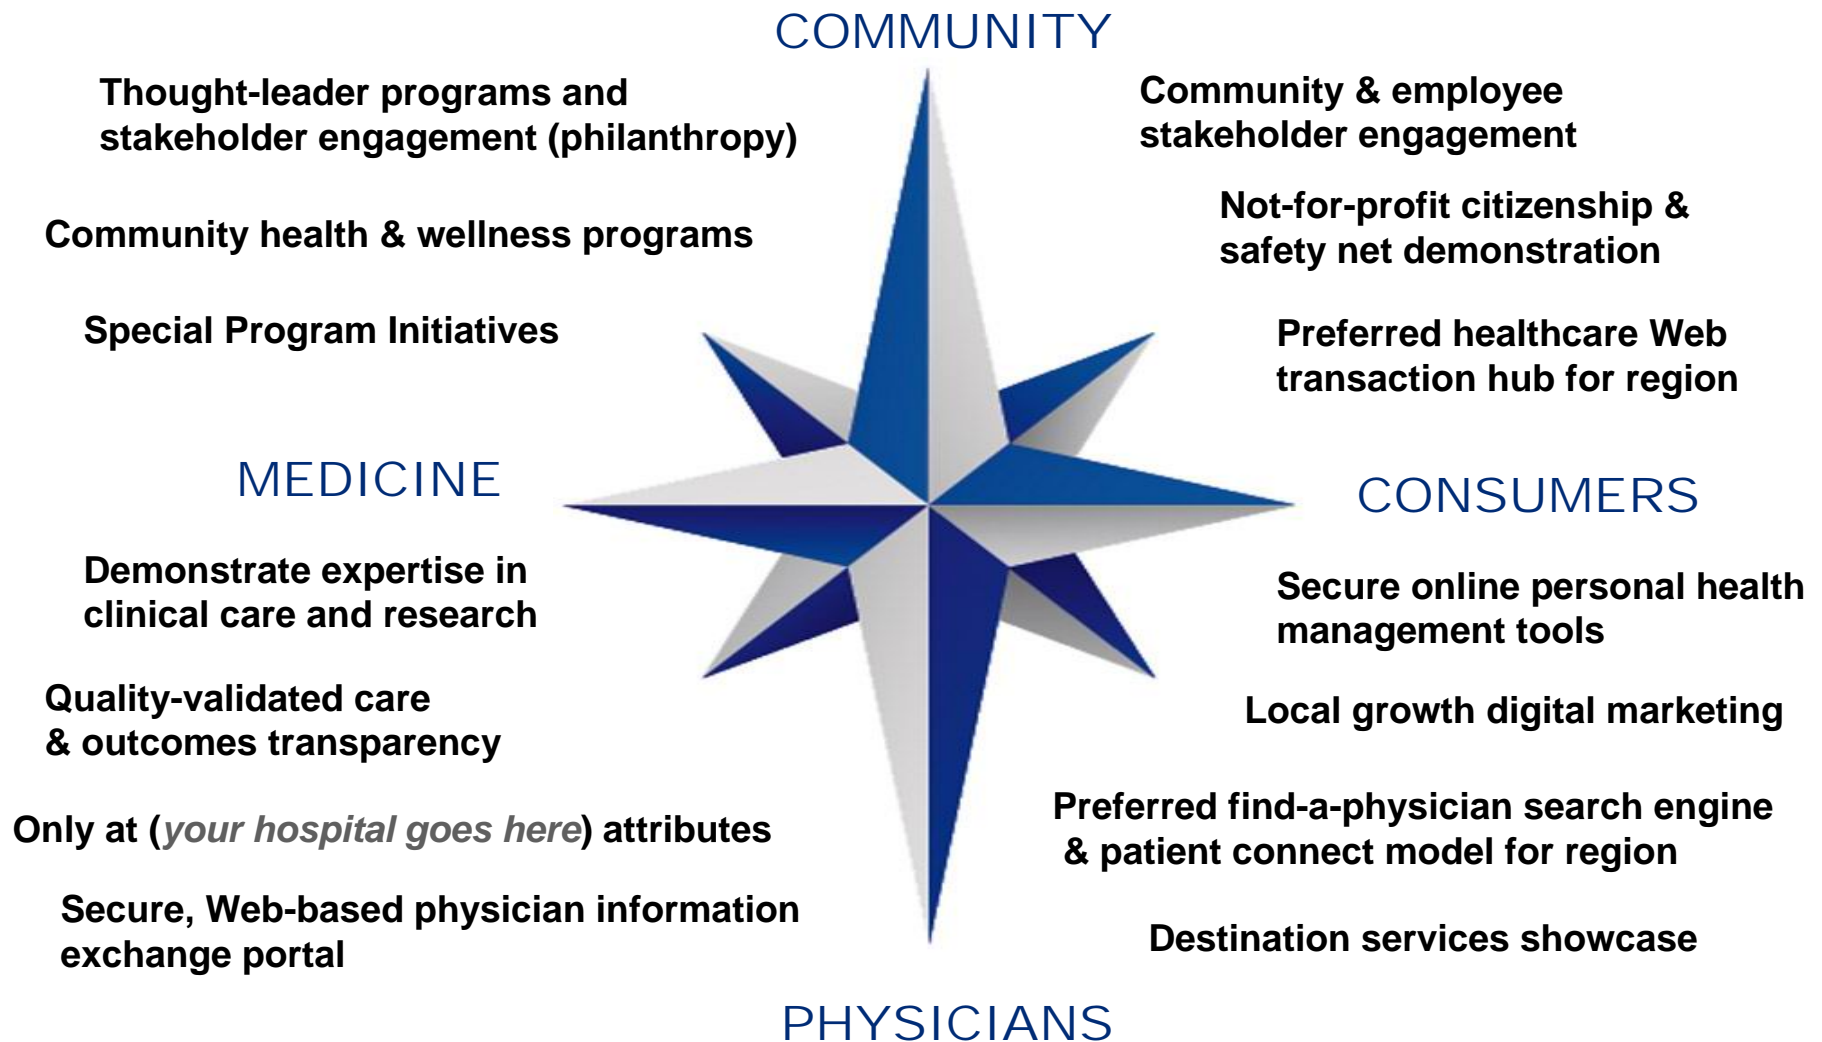 COMMUNITY
Thought-leader programs and
stakeholder engagement (philanthropy)
Community health & wellness programs
Special Program Initiatives
Community & employee
stakeholder engagement
Not-for-profit citizenship &
safety net demonstration
Preferred healthcare Web
transaction hub for region
MEDICINE
CONSUMERS
Demonstrate expertise in
clinical care and research
Quality-validated care
& outcomes transparency
Only at (your hospital goes here) attributes
Secure, Web-based physician information
exchange portal
Secure online personal health
management tools
Local growth digital marketing
Preferred find-a-physician search engine
& patient connect model for region
Destination services showcase
PHYSICIANS